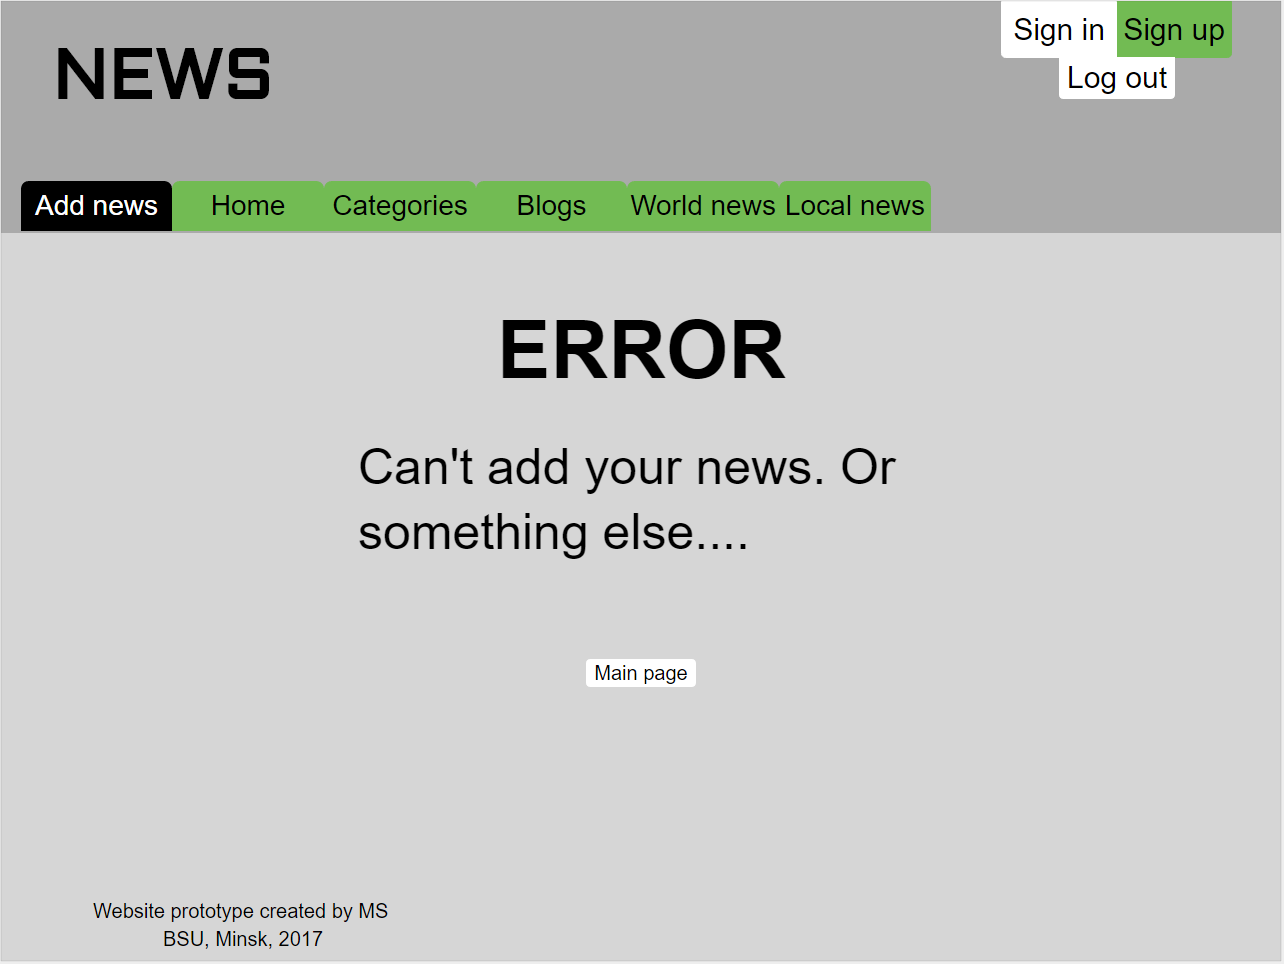 NEWS
Sign in Sign up
Log out
Add news Home Categories Blogs World news Local news
ERROR
Can't add your news. Or
something else....
Main page
Website prototype created by MS
BSU, Minsk, 2017